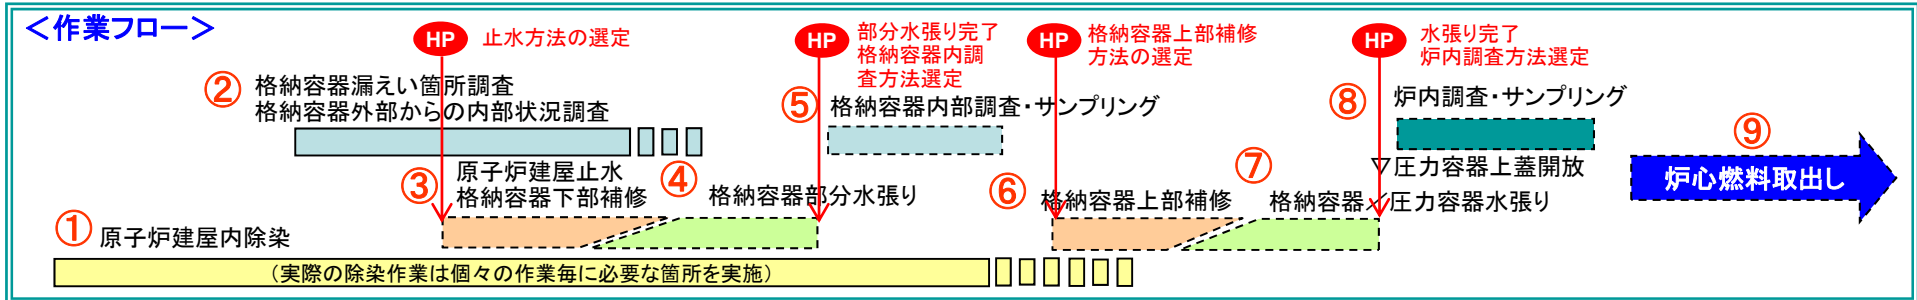 ＜作業フロー＞
HP
止水方法の選定
HP
部分水張り完了
格納容器内調
査方法選定
HP
格納容器上部補修
方法の選定
HP
水張り完了
炉内調査方法選定
②
格納容器漏えい箇所調査
格納容器外部からの内部状況調査
⑤
格納容器内部調査・サンプリング
⑧
炉内調査・サンプリング
③
原子炉建屋止水
格納容器下部補修
④
格納容器部分水張り
⑥
格納容器上部補修
⑦
▽圧力容器上蓋開放
格納容器／圧力容器水張り
⑨
炉心燃料取出し
①
原子炉建屋内除染
（実際の除染作業は個々の作業毎に必要な箇所を実施）